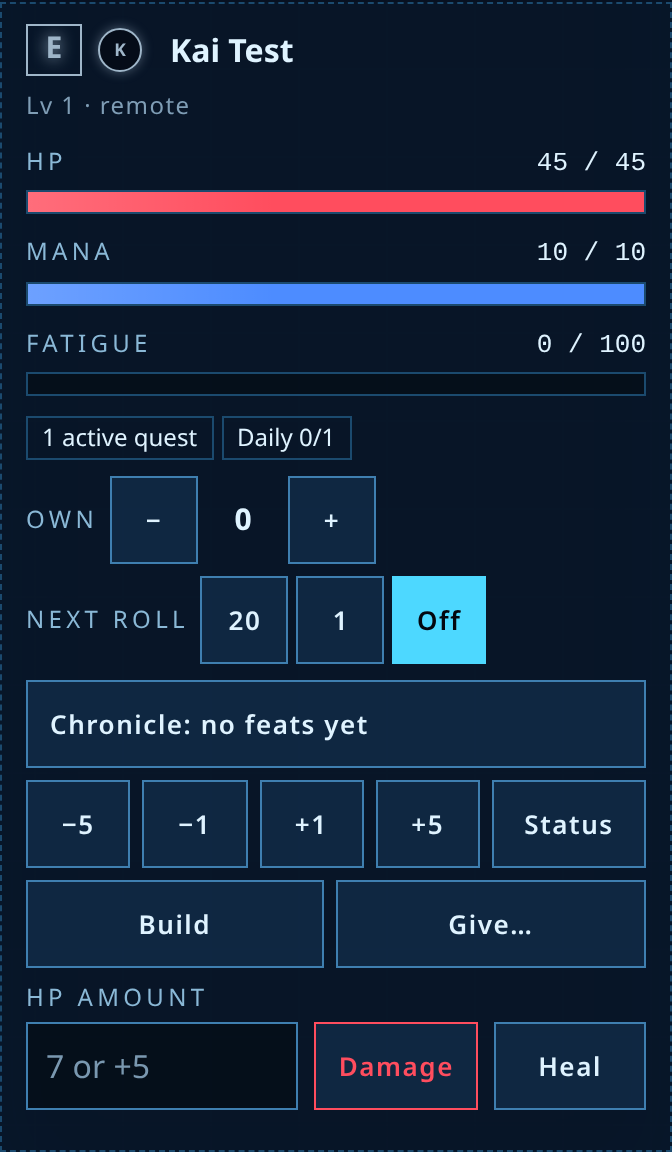 E K Kai Test
Lv 1 · remote
HP 45 / 45
MANA 10 / 10
FATIGUE 0 / 100
1 active quest Daily 0/1
OWN − 0 +
NEXT ROLL 20 1 Off
Chronicle: no feats yet
−5 −1 +1 +5 Status
Build Give…
HP AMOUNT
7 or +5 Damage Heal